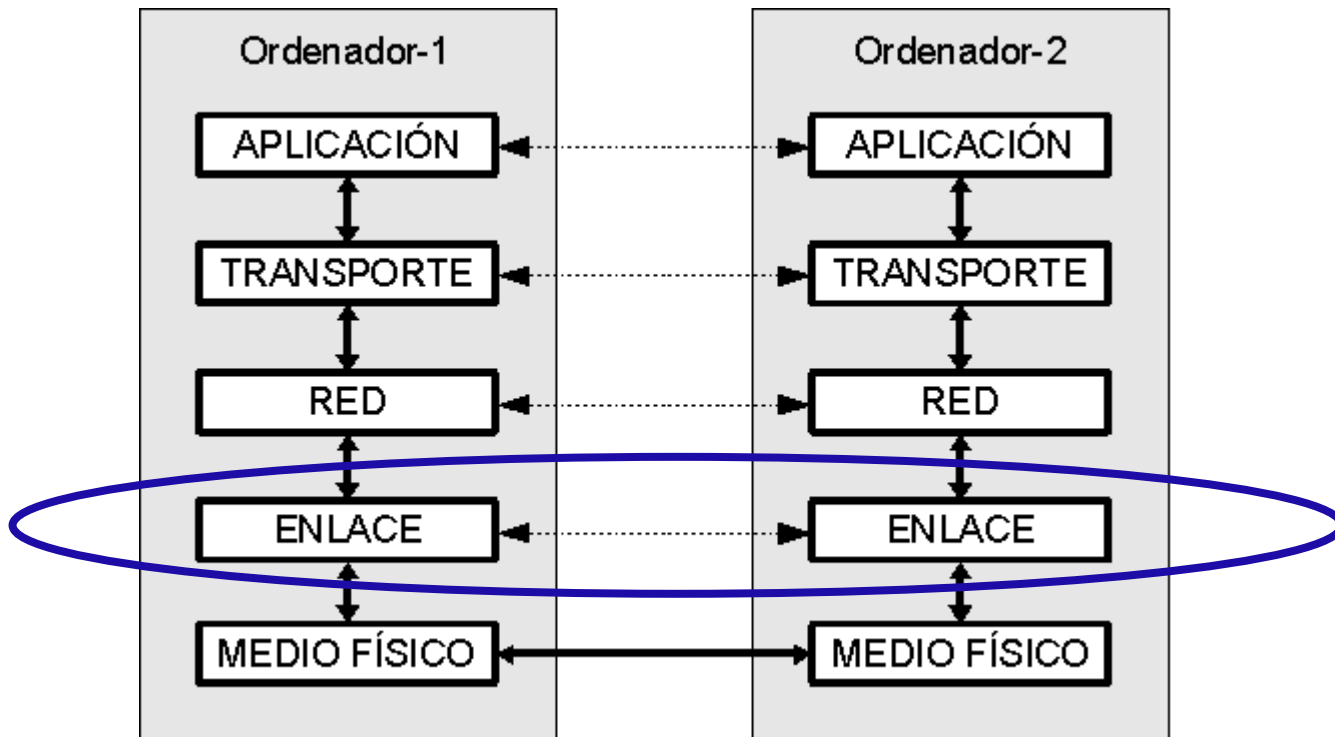 Ordenador-1
APLICACIÓN
TRANSPORTE
RED
ENLACE
MEDIO FÍSICO
Ordenador-2
APLICACIÓN
TRANSPORTE
RED
ENLACE
MEDIO FÍSICO